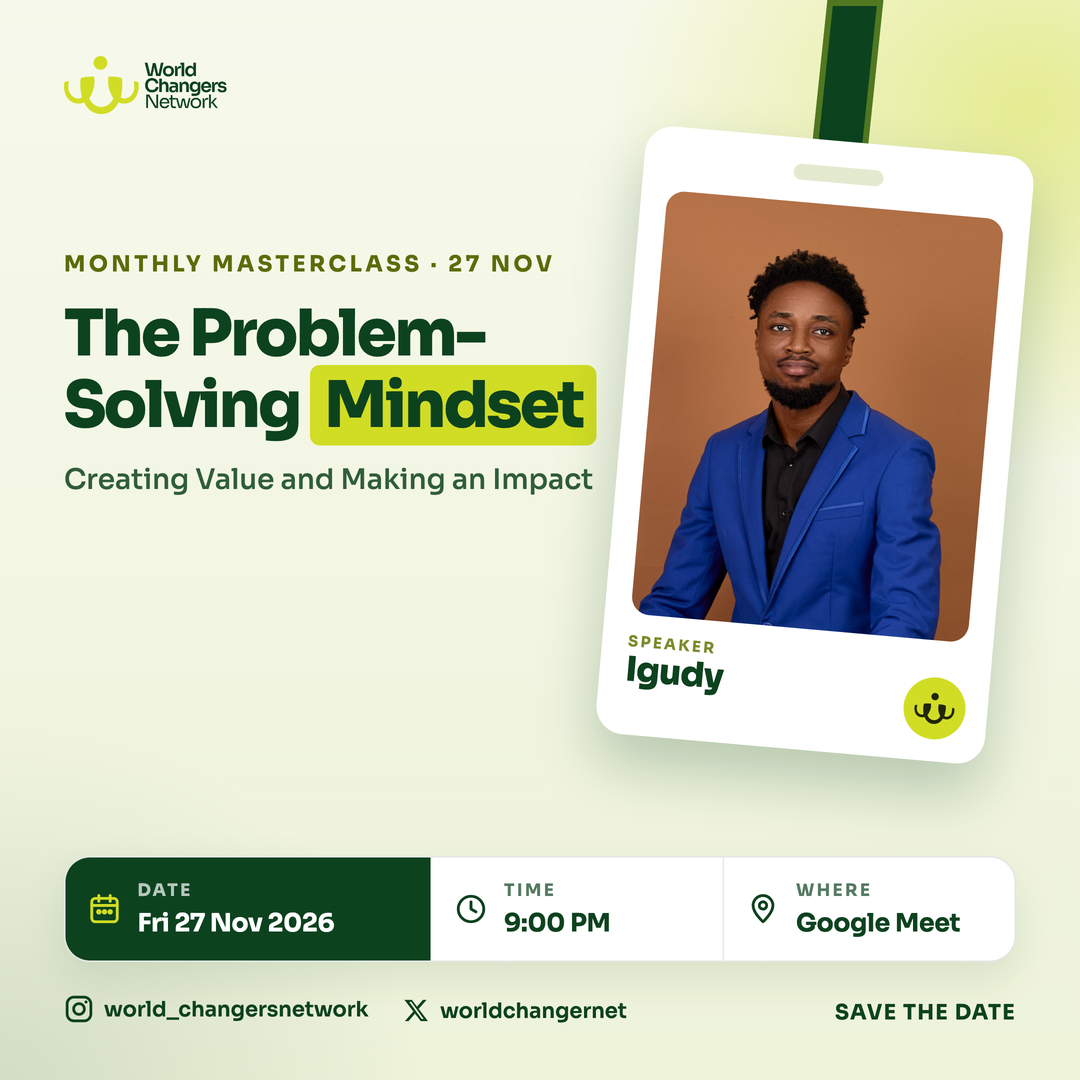 World
Changers
Network
MONTHLY MASTERCLASS · 27 NOV
The Problem-
Solving Mindset
Creating Value and Making an Impact
SPEAKER
Igudy
DATE
Fri 27 Nov 2026
TIME
9:00 PM
WHERE
Google Meet
world_changersnetwork
worldchangernet
SAVE THE DATE